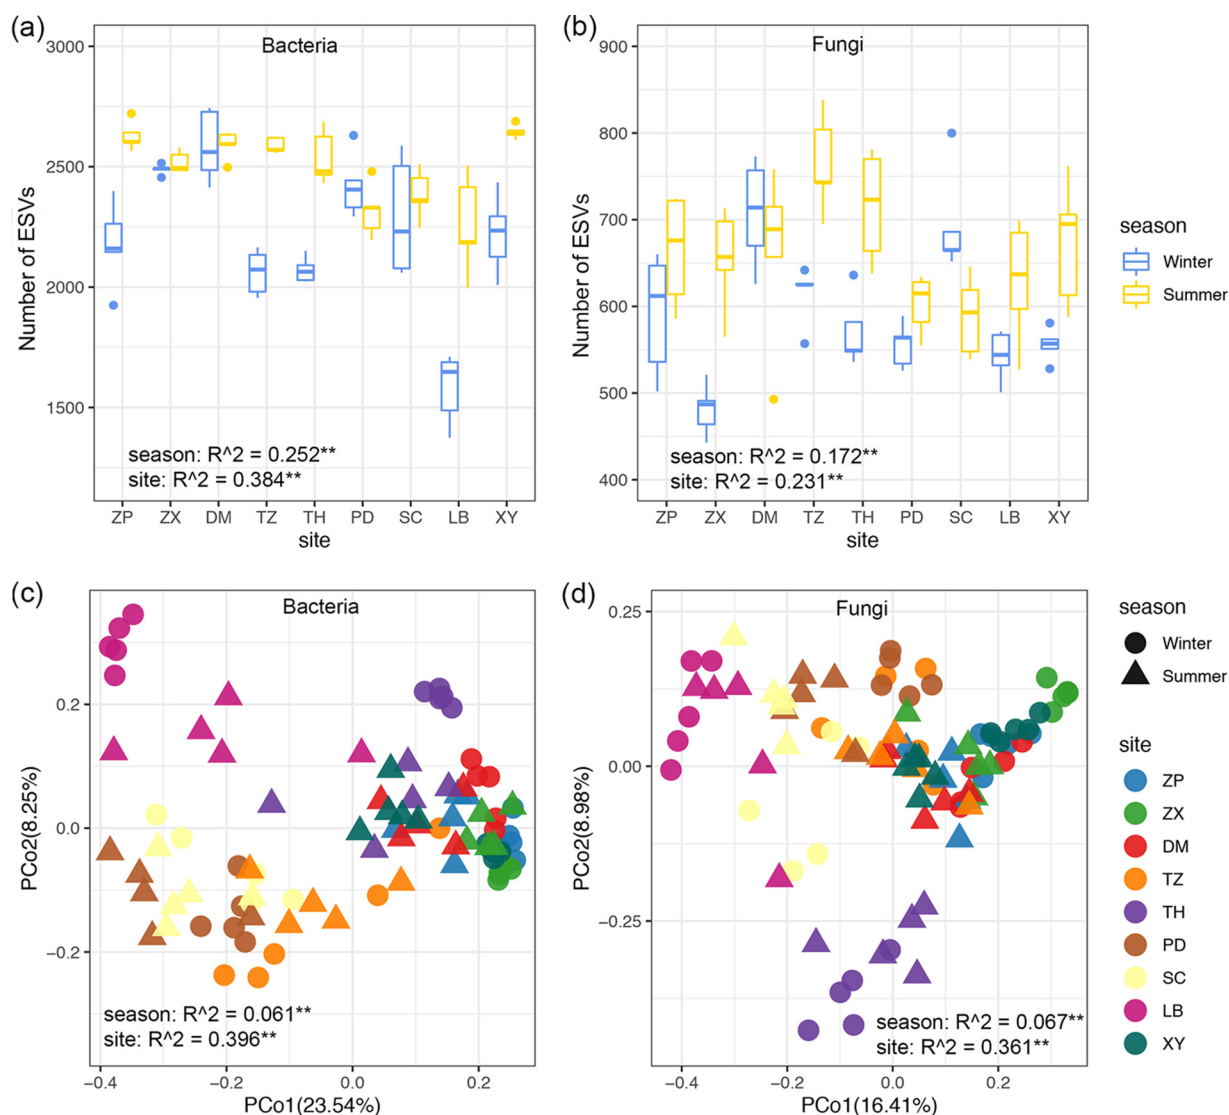 (a)
Bacteria
3000
2500
2000
1500
Number of ESVs
season: R^2 = 0.252**
site: R^2 = 0.384**
ZP ZX DM TZ TH PD SC LB XY
site
(b)
Fungi
900
800
700
600
500
400
Number of ESVs
season: R^2 = 0.172**
site: R^2 = 0.231**
ZP ZX DM TZ TH PD SC LB XY
site
season
Winter
Summer
(c)
Bacteria
0.2
0.0
−0.2
PCo2(8.25%)
season: R^2 = 0.061**
site: R^2 = 0.396**
−0.4 −0.2 0.0 0.2
PCo1(23.54%)
(d)
Fungi
0.25
0.00
−0.25
PCo2(8.98%)
season: R^2 = 0.067**
site: R^2 = 0.361**
−0.4 −0.2 0.0 0.2
PCo1(16.41%)
season
Winter
Summer
site
ZP
ZX
DM
TZ
TH
PD
SC
LB
XY